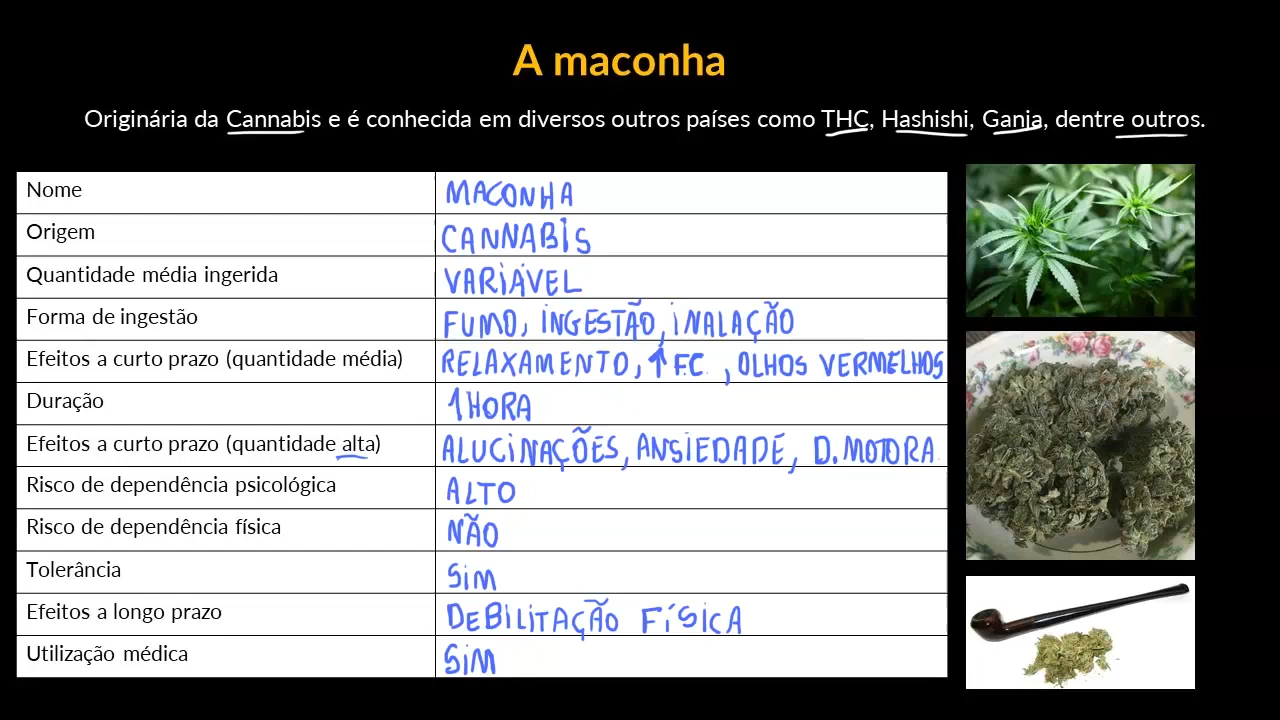 A maconha
Originária da Cannabis e é conhecida em diversos outros países como THC, Hashishi, Ganja, dentre outros.
Nome MACONHA
Origem CANNABIS
Quantidade média ingerida VARIÁVEL
Forma de ingestão FUMO, INGESTÃO, INALAÇÃO
Efeitos a curto prazo (quantidade média) RELAXAMENTO, ↑ FC , OLHOS VERMELHOS
Duração 1 HORA
Efeitos a curto prazo (quantidade alta) ALUCINAÇÕES, ANSIEDADE, D. MOTORA
Risco de dependência psicológica ALTO
Risco de dependência física NÃO
Tolerância SIM
Efeitos a longo prazo DEBILITAÇÃO FÍSICA
Utilização médica SIM